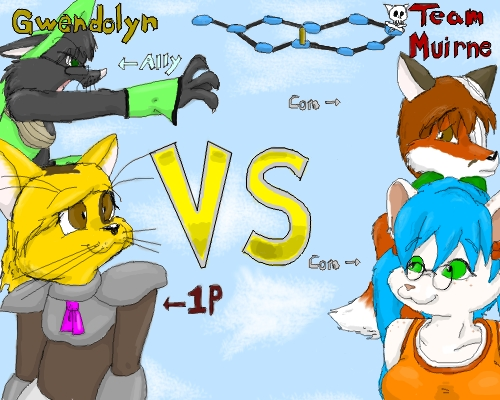 Gwendolyn
Team
Muirne
←Ally
Com→
VS
Com→
←1P